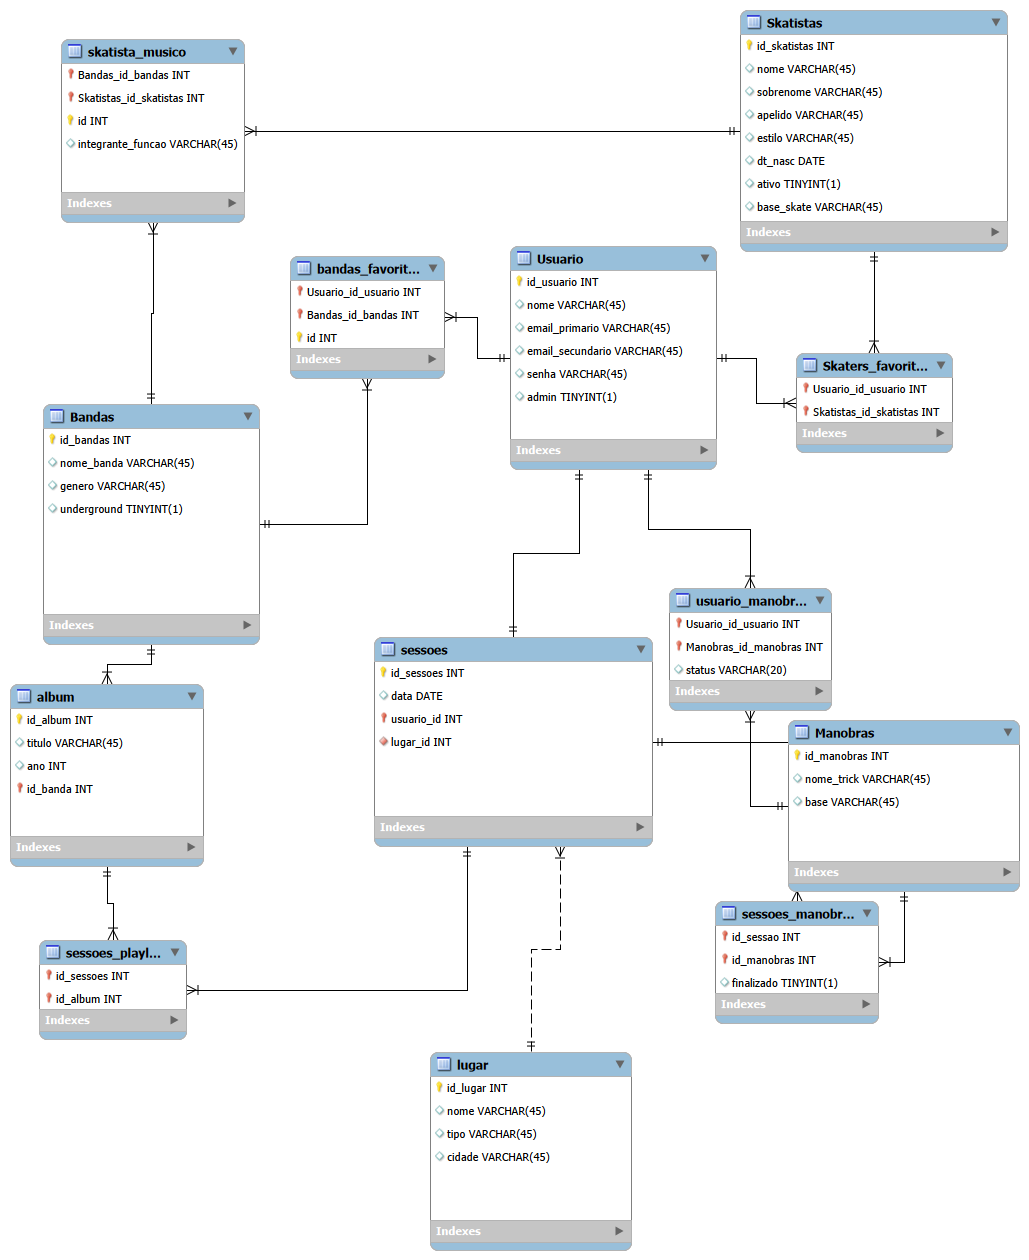 skatista_musico
Bandas_id_bandas INT
Skatistas_id_skatistas INT
id INT
integrante_funcao VARCHAR(45)
Indexes
Skatistas
id_skatistas INT
nome VARCHAR(45)
sobrenome VARCHAR(45)
apelido VARCHAR(45)
estilo VARCHAR(45)
dt_nasc DATE
ativo TINYINT(1)
base_skate VARCHAR(45)
Indexes
bandas_favorit...
Usuario_id_usuario INT
Bandas_id_bandas INT
id INT
Indexes
Usuario
id_usuario INT
nome VARCHAR(45)
email_primario VARCHAR(45)
email_secundario VARCHAR(45)
senha VARCHAR(45)
admin TINYINT(1)
Indexes
Skaters_favorit...
Usuario_id_usuario INT
Skatistas_id_skatistas INT
Indexes
Bandas
id_bandas INT
nome_banda VARCHAR(45)
genero VARCHAR(45)
underground TINYINT(1)
Indexes
usuario_manobr...
Usuario_id_usuario INT
Manobras_id_manobras INT
status VARCHAR(20)
Indexes
sessoes
id_sessoes INT
data DATE
usuario_id INT
lugar_id INT
Indexes
album
id_album INT
titulo VARCHAR(45)
ano INT
id_banda INT
Indexes
Manobras
id_manobras INT
nome_trick VARCHAR(45)
base VARCHAR(45)
Indexes
sessoes_manobr...
id_sessao INT
id_manobras INT
finalizado TINYINT(1)
Indexes
sessoes_playl...
id_sessoes INT
id_album INT
Indexes
lugar
id_lugar INT
nome VARCHAR(45)
tipo VARCHAR(45)
cidade VARCHAR(45)
Indexes